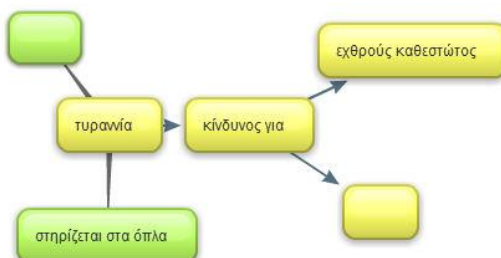 εχθρούς καθεστώτος
τυραννία
κίνδυνος για
στηρίζεται στα όπλα